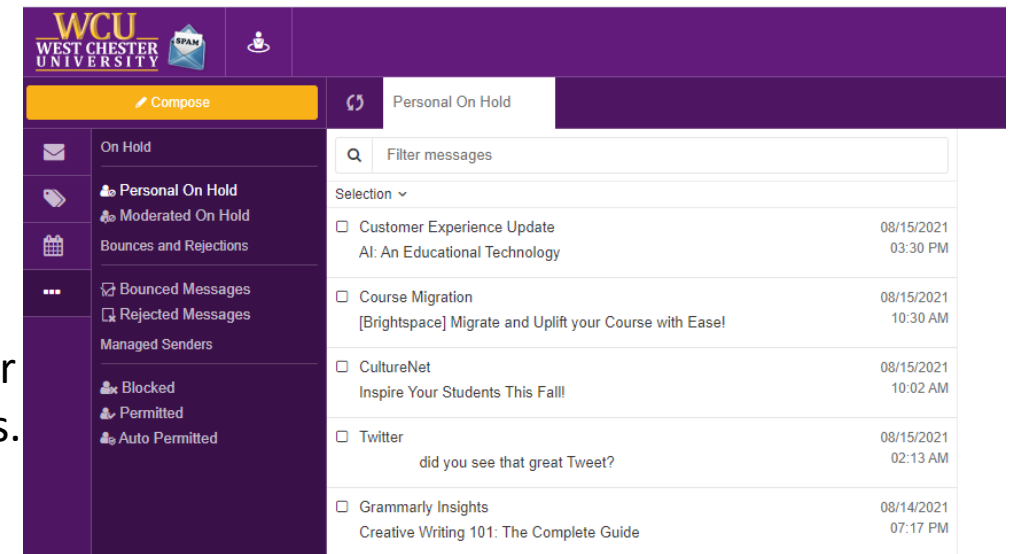 WCU
WEST CHESTER
UNIVERSITY
SPAM
Compose
Personal On Hold
On Hold
Personal On Hold
Moderated On Hold
Bounces and Rejections
Bounced Messages
Rejected Messages
Managed Senders
Blocked
Permitted
Auto Permitted
r
s.
Filter messages
Selection
Customer Experience Update 08/15/2021
AI: An Educational Technology 03:30 PM
Course Migration 08/15/2021
[Brightspace] Migrate and Uplift your Course with Ease! 10:30 AM
CultureNet 08/15/2021
Inspire Your Students This Fall! 10:02 AM
Twitter 08/15/2021
did you see that great Tweet? 02:13 AM
Grammarly Insights 08/14/2021
Creative Writing 101: The Complete Guide 07:17 PM